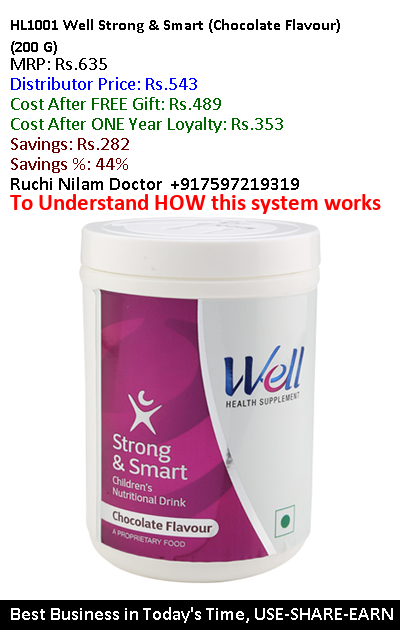 HL1001 Well Strong & Smart (Chocolate Flavour)
(200 G)
MRP: Rs.635
Distributor Price: Rs.543
Cost After FREE Gift: Rs.489
Cost After ONE Year Loyalty: Rs.353
Savings: Rs.282
Savings %: 44%
Ruchi Nilam Doctor +917597219319
To Understand HOW this system works
Well
HEALTH SUPPLEMENT
Strong
& Smart
Children's
Nutritional Drink
Chocolate Flavour
A PROPRIETARY FOOD
Best Business in Today's Time, USE-SHARE-EARN